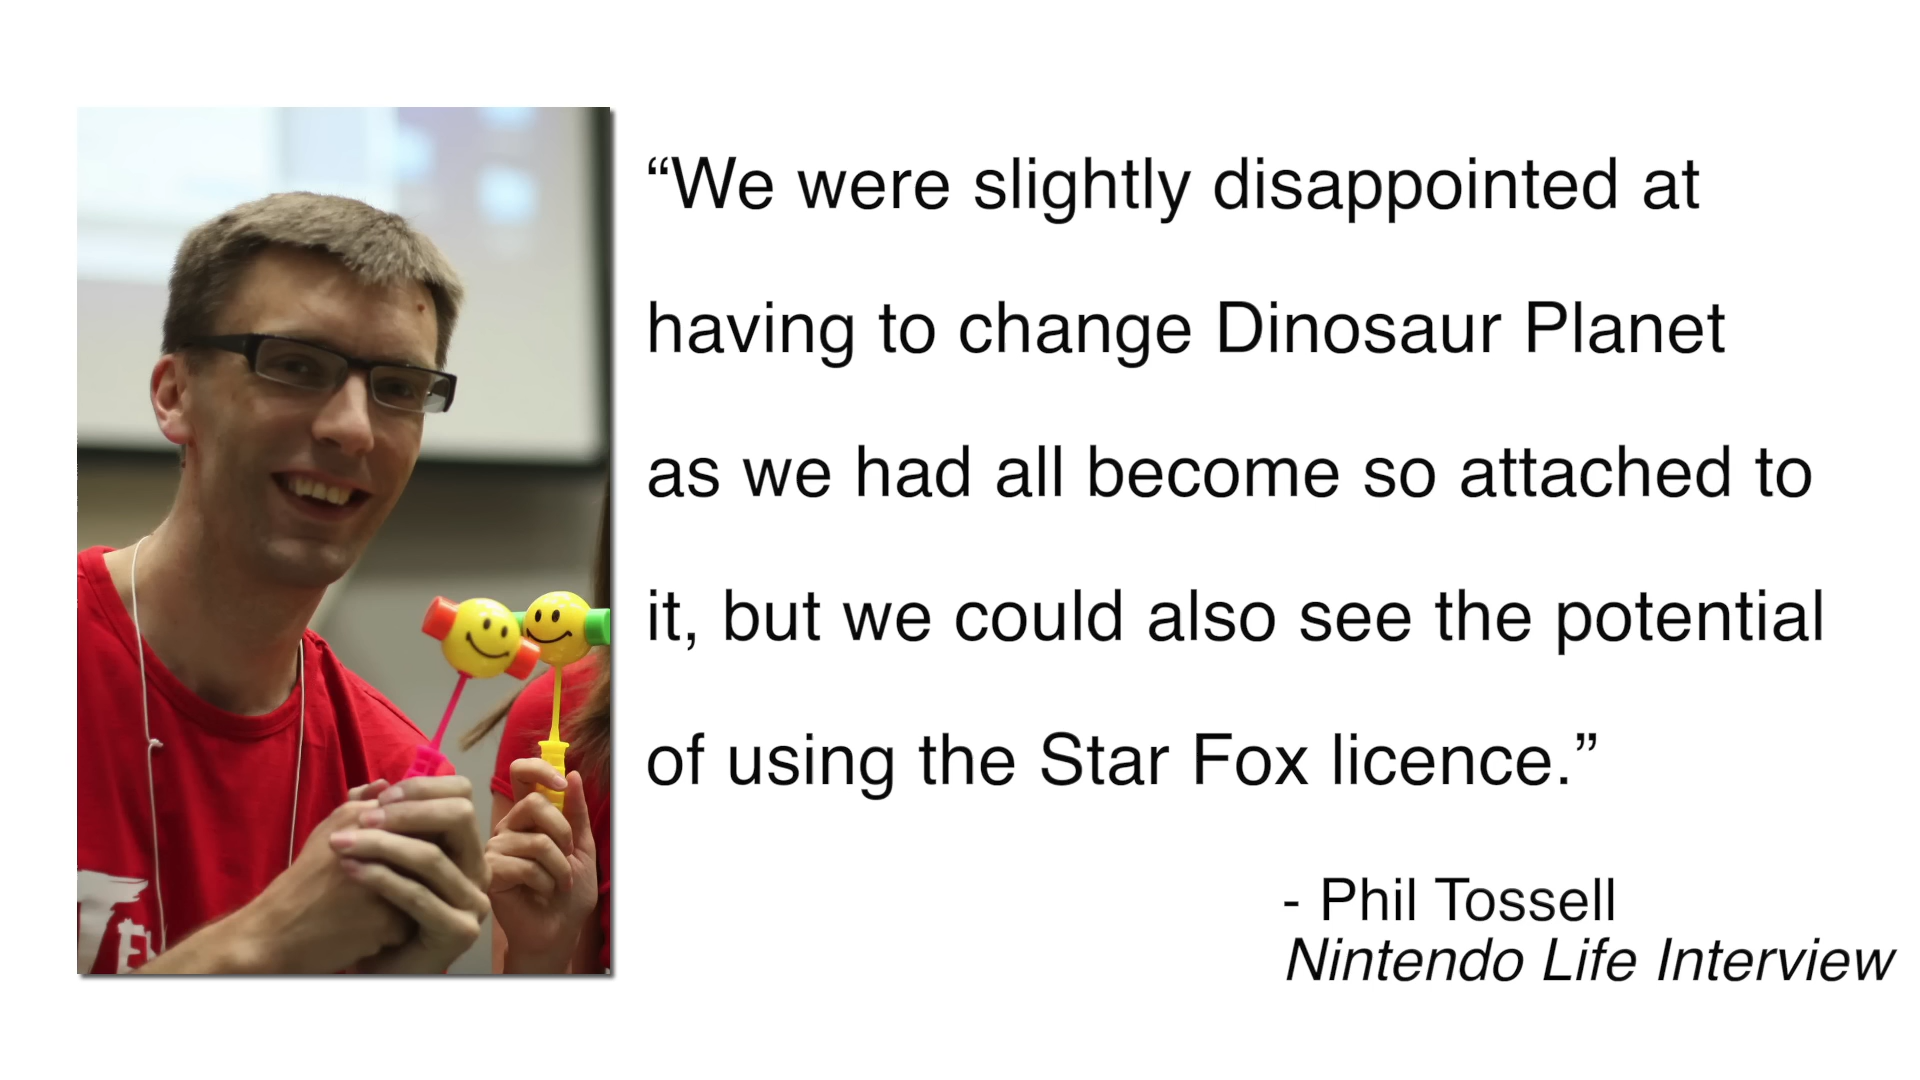 “We were slightly disappointed at
having to change Dinosaur Planet
as we had all become so attached to
it, but we could also see the potential
of using the Star Fox licence.”
- Phil Tossell
Nintendo Life Interview